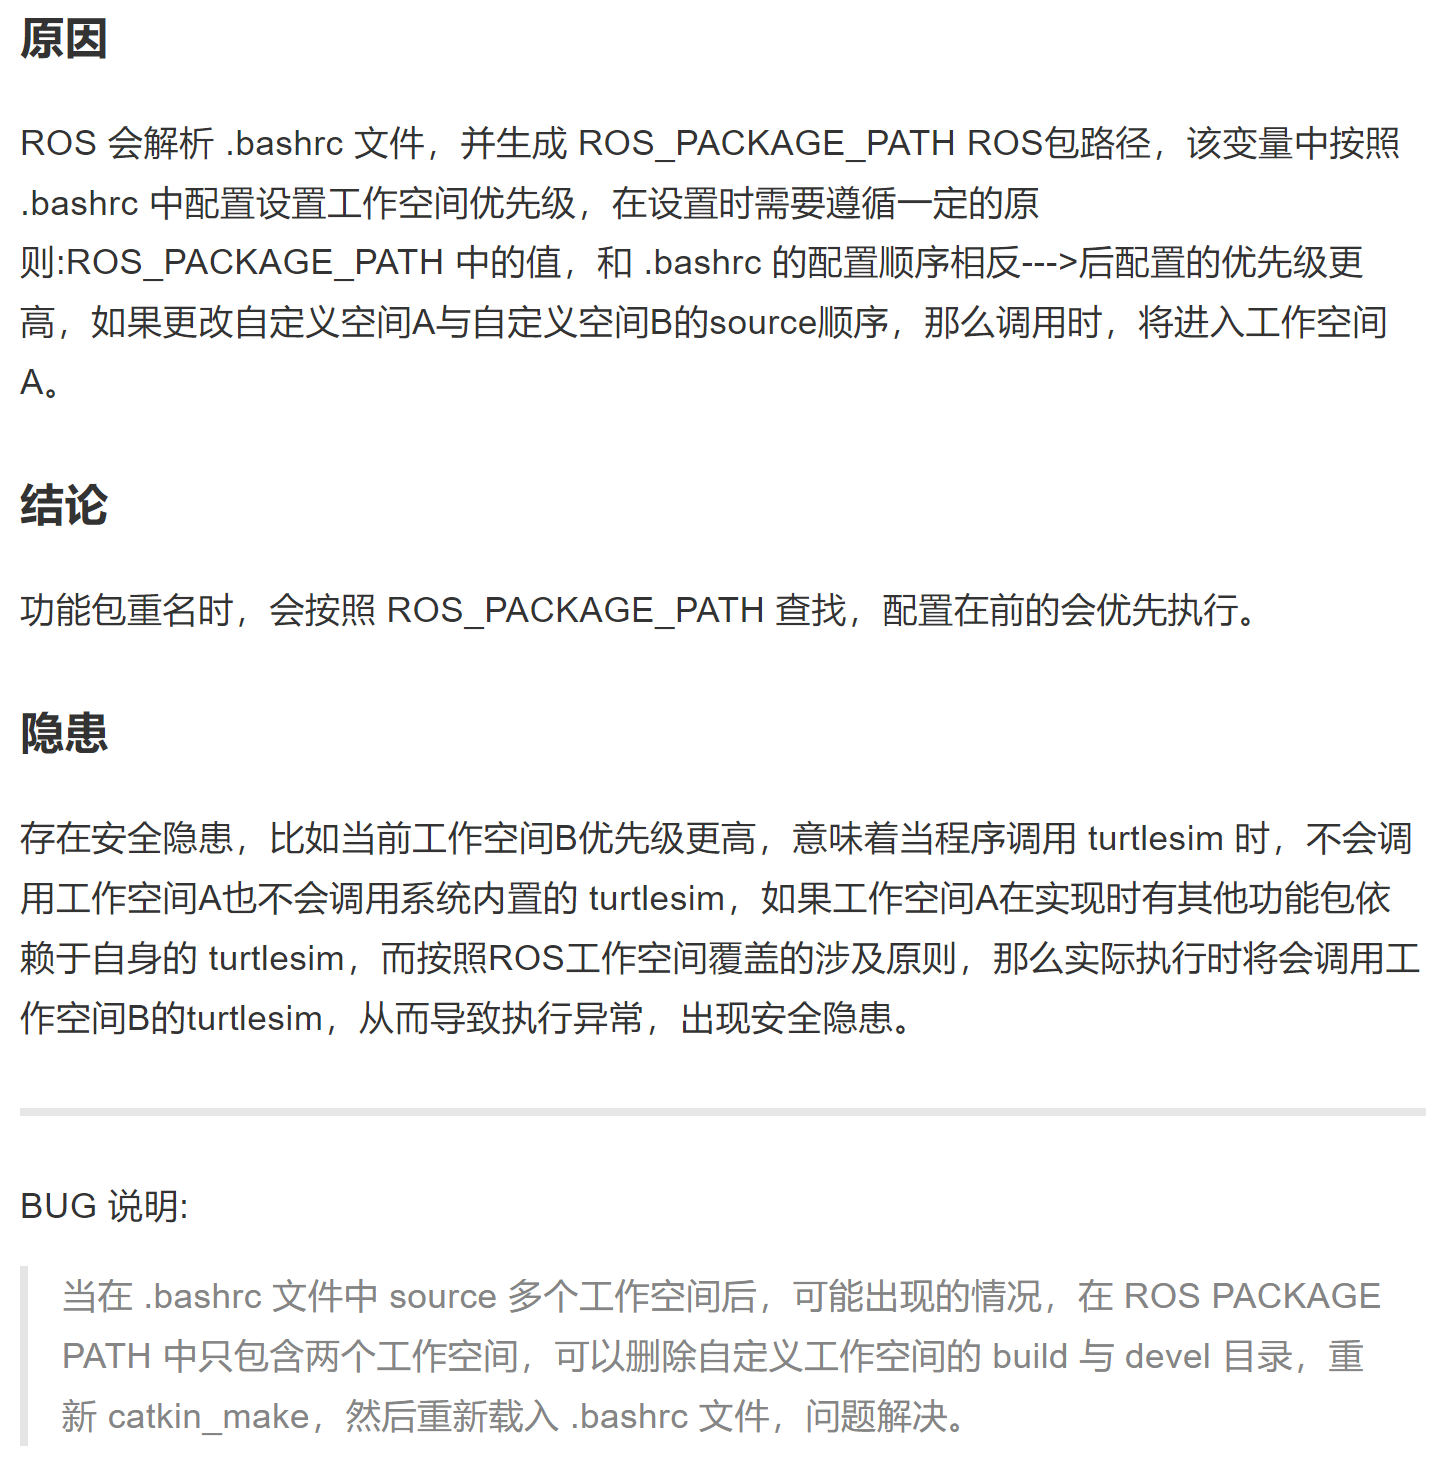 原因
ROS 会解析 .bashrc 文件，并生成 ROS_PACKAGE_PATH ROS包路径，该变量中按照
.bashrc 中配置设置工作空间优先级，在设置时需要遵循一定的原
则:ROS_PACKAGE_PATH 中的值，和 .bashrc 的配置顺序相反--->后配置的优先级更
高，如果更改自定义空间A与自定义空间B的source顺序，那么调用时，将进入工作空间
A。
结论
功能包重名时，会按照 ROS_PACKAGE_PATH 查找，配置在前的会优先执行。
隐患
存在安全隐患，比如当前工作空间B优先级更高，意味着当程序调用 turtlesim 时，不会调
用工作空间A也不会调用系统内置的 turtlesim，如果工作空间A在实现时有其他功能包依
赖于自身的 turtlesim，而按照ROS工作空间覆盖的涉及原则，那么实际执行时将会调用工
作空间B的turtlesim，从而导致执行异常，出现安全隐患。
BUG 说明:
当在 .bashrc 文件中 source 多个工作空间后，可能出现的情况，在 ROS PACKAGE
PATH 中只包含两个工作空间，可以删除自定义工作空间的 build 与 devel 目录，重
新 catkin_make，然后重新载入 .bashrc 文件，问题解决。